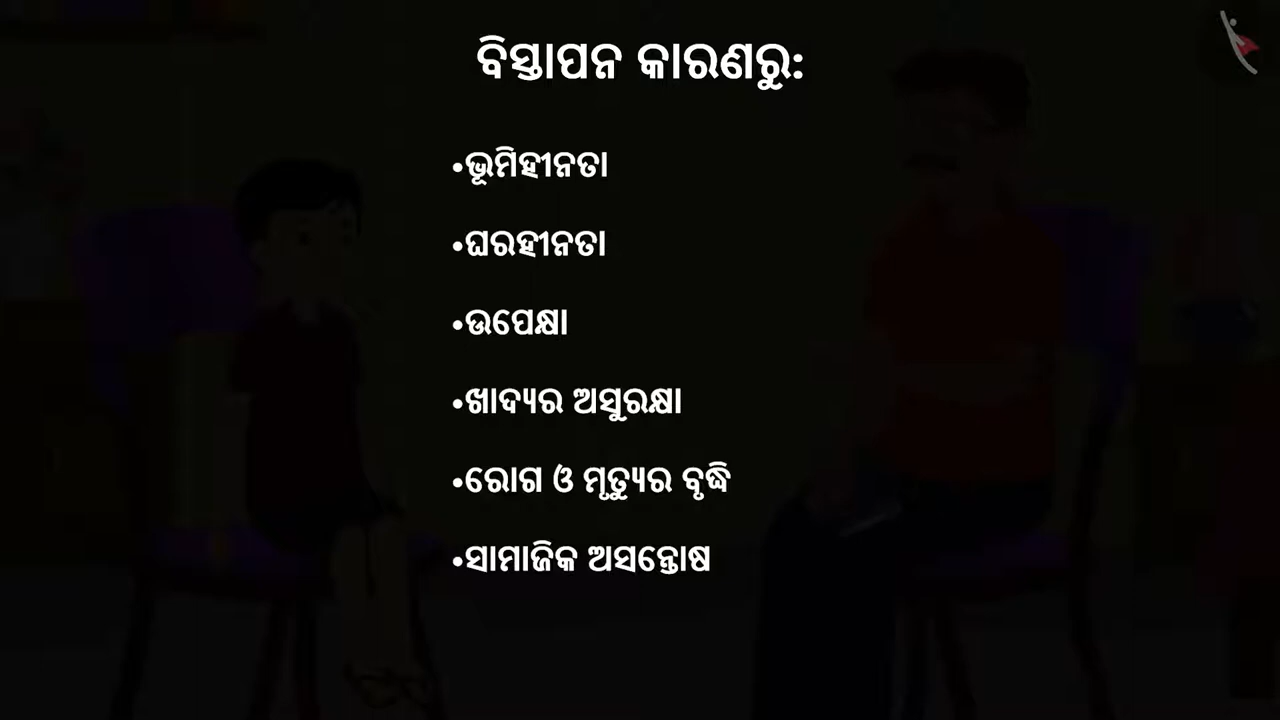 ବିସ୍ତାପନ କାରଣରୁ:
•ଭୂମିହୀନତା
•ଘରହୀନତା
•ଉପେକ୍ଷା
•ଖାଦ୍ୟର ଅସୁରକ୍ଷା
•ରୋଗ ଓ ମୃତ୍ୟୁର ବୃଦ୍ଧି
•ସାମାଜିକ ଅସନ୍ତୋଷ